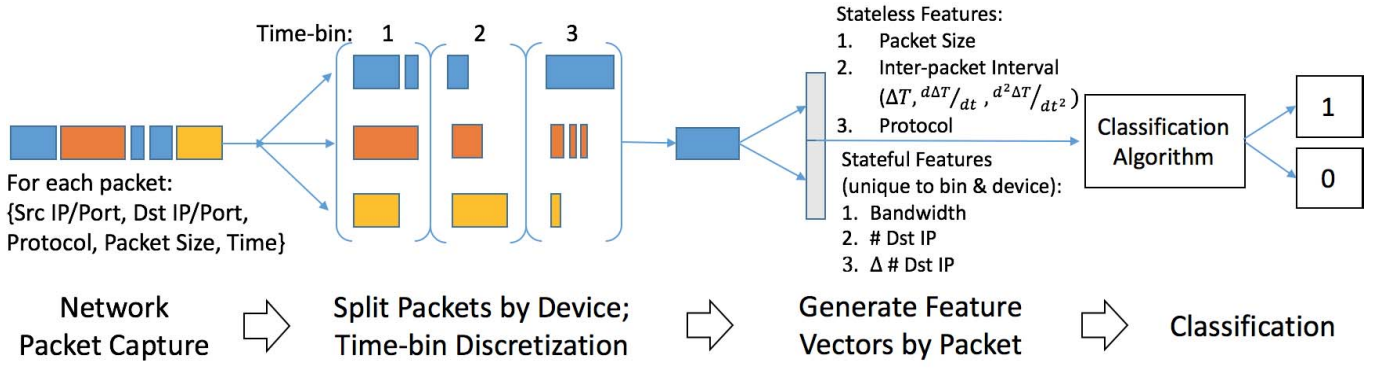 Time-bin: 1 2 3
For each packet:
{Src IP/Port, Dst IP/Port,
Protocol, Packet Size, Time}
Stateless Features:
1. Packet Size
2. Inter-packet Interval
(ΔT, dΔT/dt , d²ΔT/dt² )
3. Protocol
Stateful Features
(unique to bin & device):
1. Bandwidth
2. # Dst IP
3. Δ # Dst IP
Classification
Algorithm
1
0
Network
Packet Capture
Split Packets by Device;
Time-bin Discretization
Generate Feature
Vectors by Packet
Classification